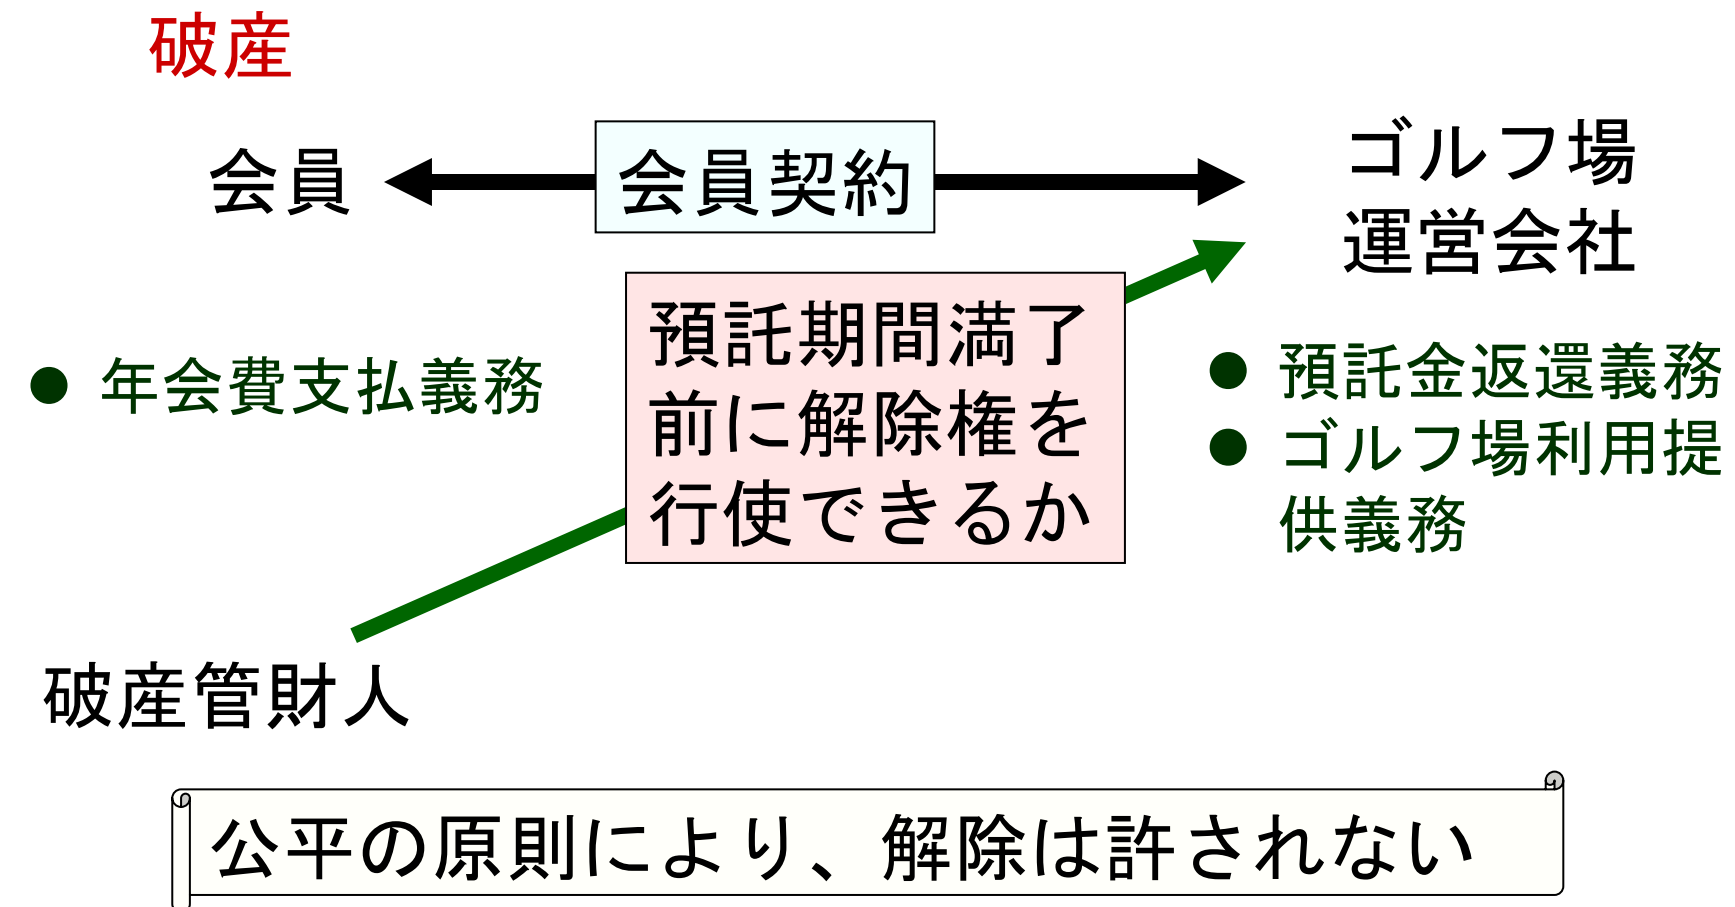 破産
会員
会員契約
ゴルフ場
運営会社
預託期間満了
前に解除権を
行使できるか
● 年会費支払義務
● 預託金返還義務
● ゴルフ場利用提
供義務
破産管財人
公平の原則により、解除は許されない